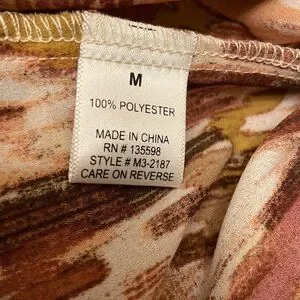 M
100% POLYESTER
MADE IN CHINA
RN # 135598
STYLE # M3-2187
CARE ON REVERSE